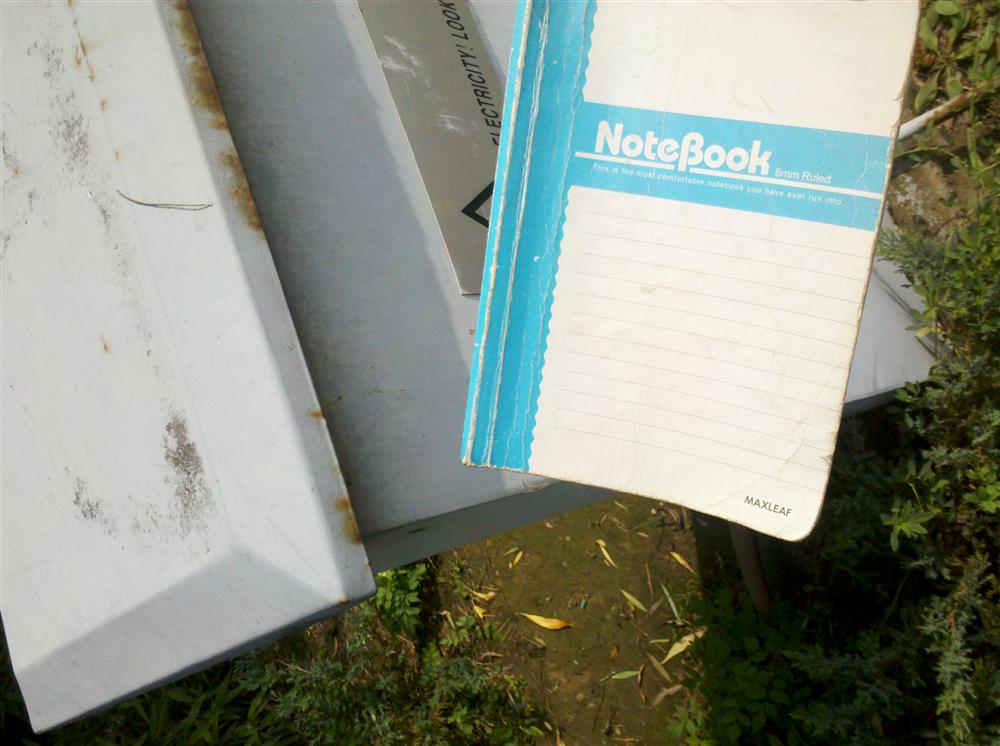 ELECTRICITY! LOOK
NoteBook
8mm Ruled
This is the most comfortable notebook you have ever run into.
MAXLEAF